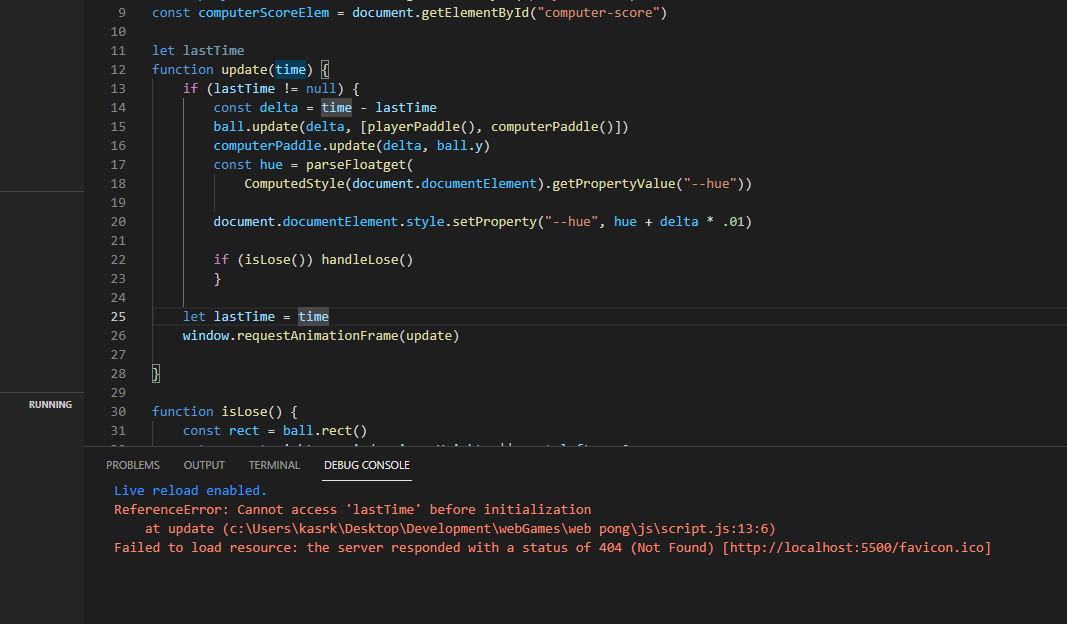 9 const computerScoreElem = document.getElementById("computer-score")
10
11 let lastTime
12 function update(time) {
13 if (lastTime != null) {
14 const delta = time - lastTime
15 ball.update(delta, [playerPaddle(), computerPaddle()])
16 computerPaddle.update(delta, ball.y)
17 const hue = parseFloatget(
18 ComputedStyle(document.documentElement).getPropertyValue("--hue"))
19
20 document.documentElement.style.setProperty("--hue", hue + delta * .01)
21
22 if (isLose()) handleLose()
23 }
24
25 let lastTime = time
26 window.requestAnimationFrame(update)
27
28 }
29
30 function isLose() {
31 const rect = ball.rect()
RUNNING
PROBLEMS OUTPUT TERMINAL DEBUG CONSOLE
Live reload enabled.
ReferenceError: Cannot access 'lastTime' before initialization
at update (c:\Users\kasrk\Desktop\Development\webGames\web pong\js\script.js:13:6)
Failed to load resource: the server responded with a status of 404 (Not Found) [http://localhost:5500/favicon.ico]